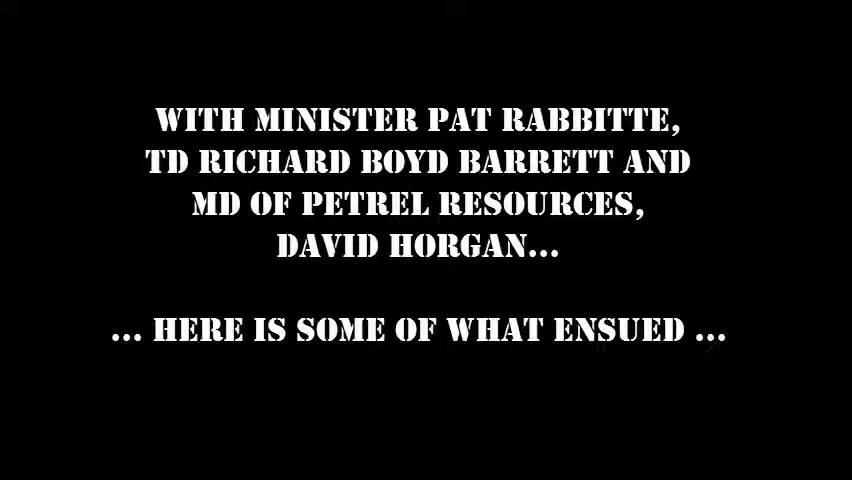 WITH MINISTER PAT RABBITTE,
TD RICHARD BOYD BARRETT AND
MD OF PETREL RESOURCES,
DAVID HORGAN...
... HERE IS SOME OF WHAT ENSUED ...